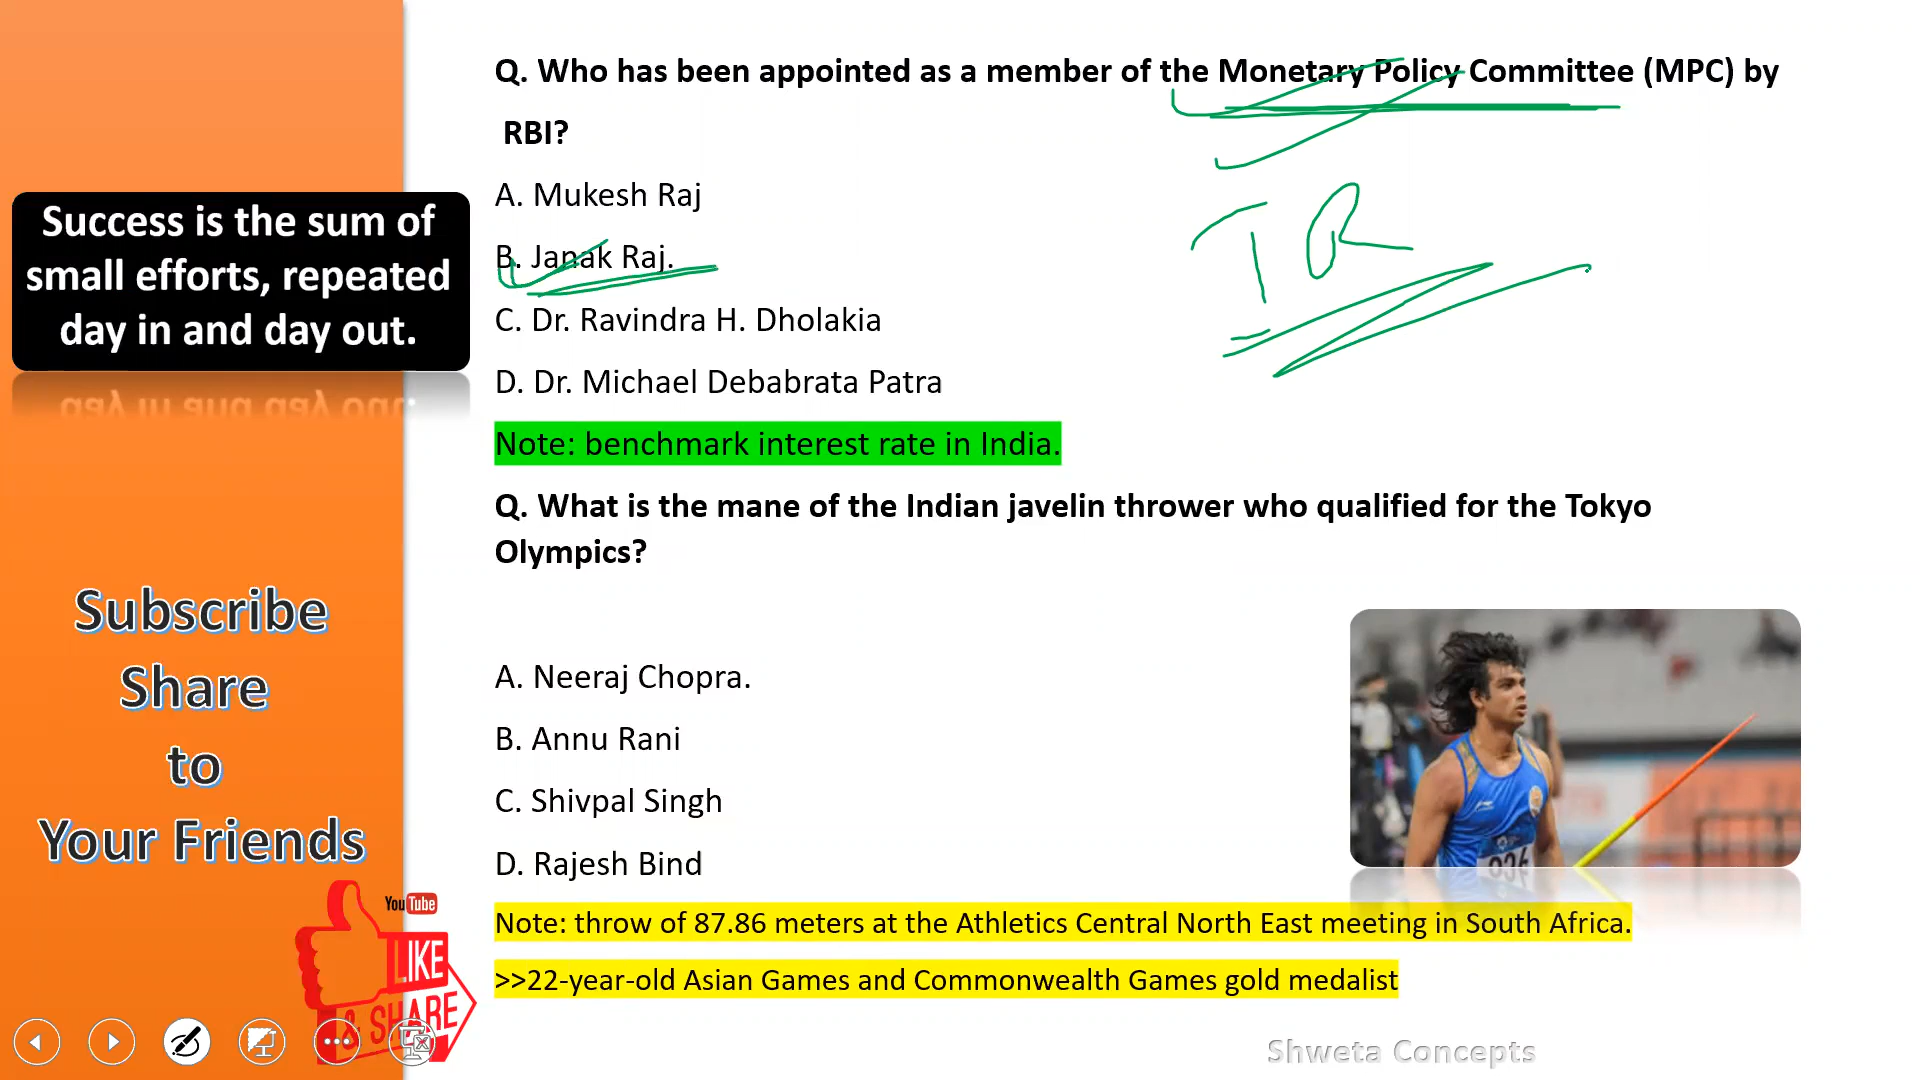 Q. Who has been appointed as a member of the Monetary Policy Committee (MPC) by
RBI?
A. Mukesh Raj
B. Janak Raj.
C. Dr. Ravindra H. Dholakia
D. Dr. Michael Debabrata Patra
Note: benchmark interest rate in India.
Q. What is the mane of the Indian javelin thrower who qualified for the Tokyo
Olympics?
A. Neeraj Chopra.
B. Annu Rani
C. Shivpal Singh
D. Rajesh Bind
Note: throw of 87.86 meters at the Athletics Central North East meeting in South Africa.
>>22-year-old Asian Games and Commonwealth Games gold medalist
Success is the sum of
small efforts, repeated
day in and day out.
Subscribe
Share
to
Your Friends
YouTube
LIKE
& SHARE
Shweta Concepts